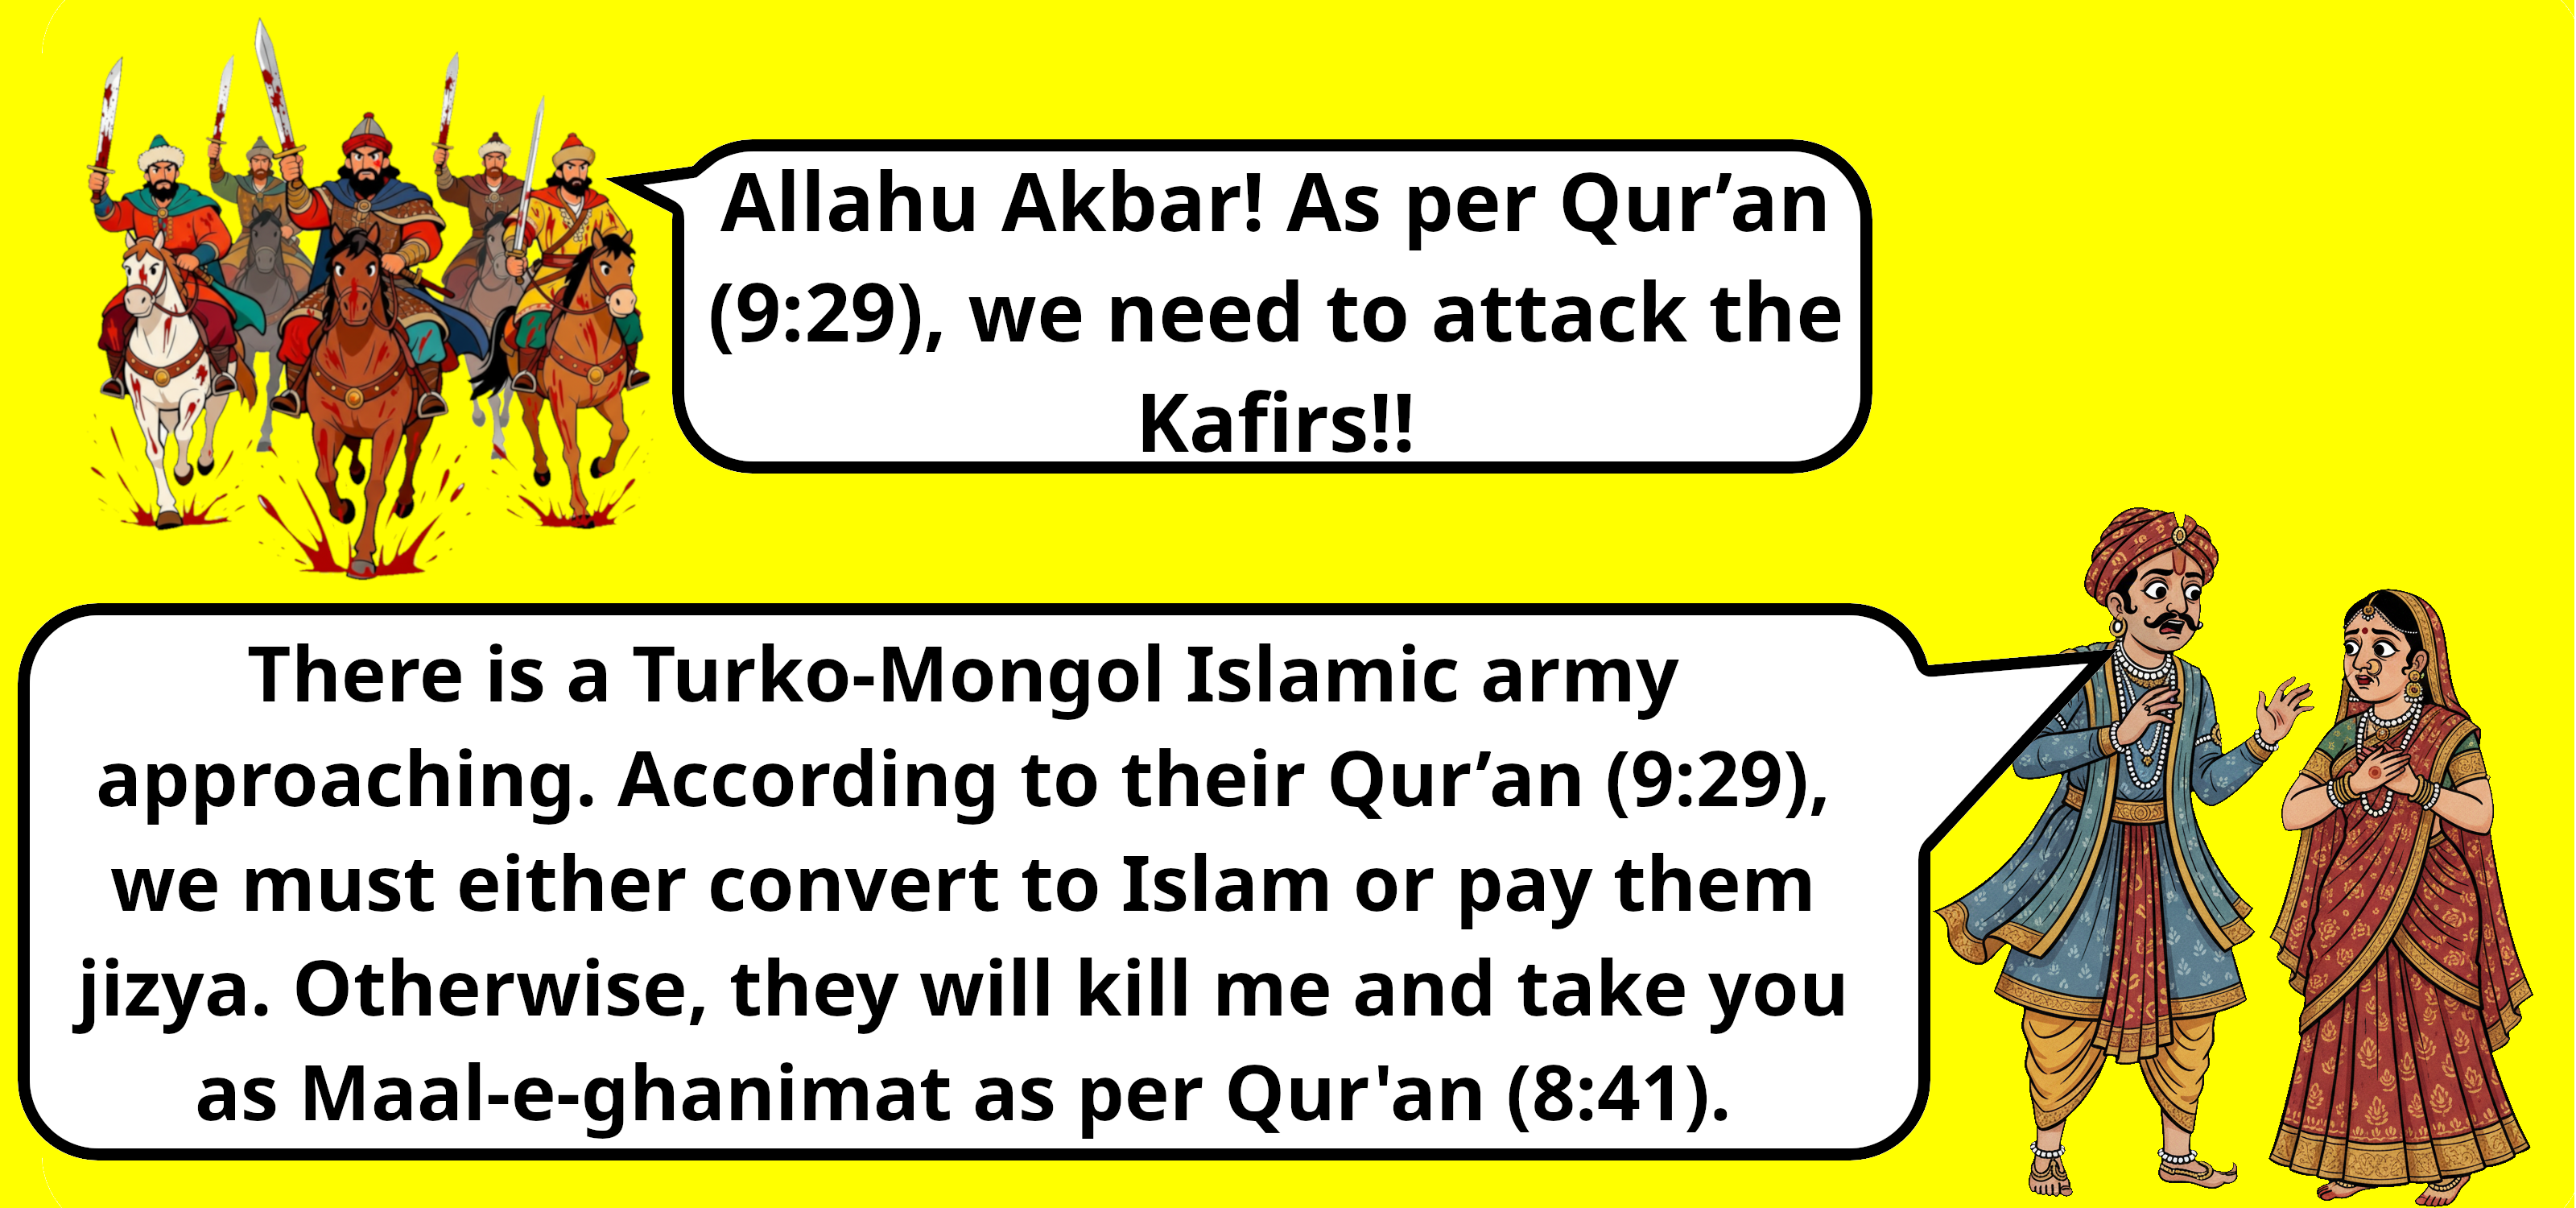 Allahu Akbar! As per Qur’an
(9:29), we need to attack the
Kafirs!!
There is a Turko-Mongol Islamic army
approaching. According to their Qur’an (9:29),
we must either convert to Islam or pay them
jizya. Otherwise, they will kill me and take you
as Maal-e-ghanimat as per Qur'an (8:41).